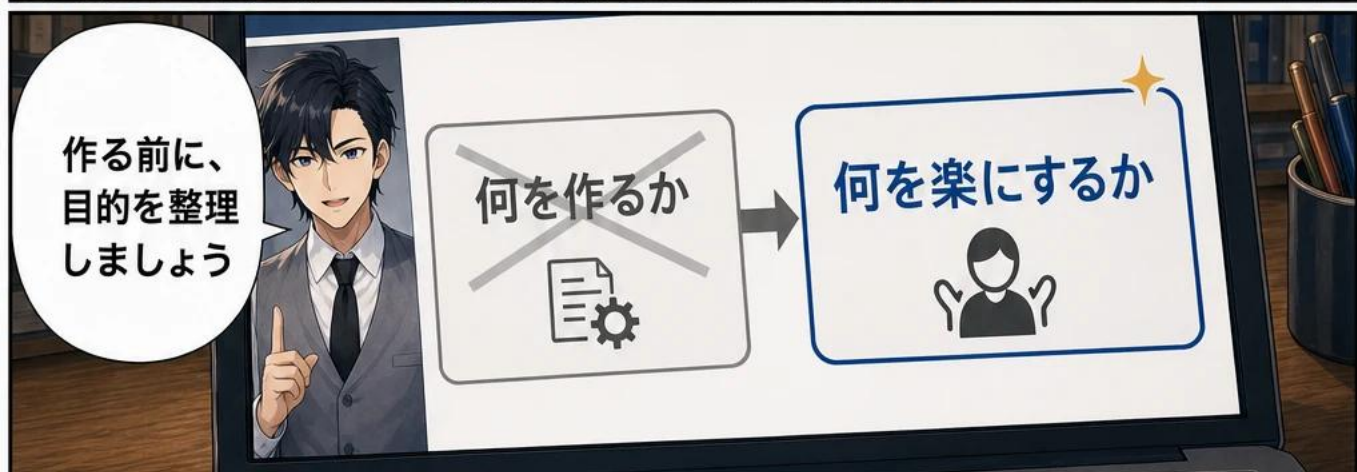 作る前に、
目的を整理
しましょう
何を作るか
何を楽にするか